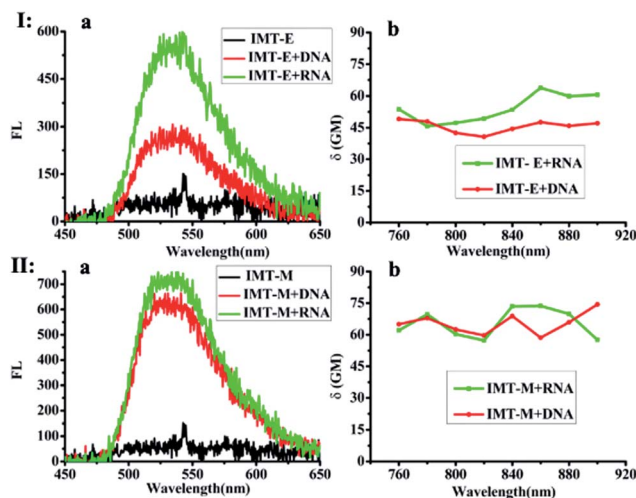 I:
a
600
450
300
150
0
FL
IMT-E
IMT-E+DNA
IMT-E+RNA
450 500 550 600 650
Wavelength(nm)
b
90
75
60
45
30
15
0
δ (GM)
IMT- E+RNA
IMT-E+DNA
760 800 840 880 920
Wavelength(nm)
II:
a
700
600
500
400
300
200
100
0
FL
IMT-M
IMT-M+DNA
IMT-M+RNA
450 500 550 600 650
Wavelength(nm)
b
90
75
60
45
30
15
0
δ (GM)
IMT-M+RNA
IMT-M+DNA
760 800 840 880 920
Wavelength(nm)